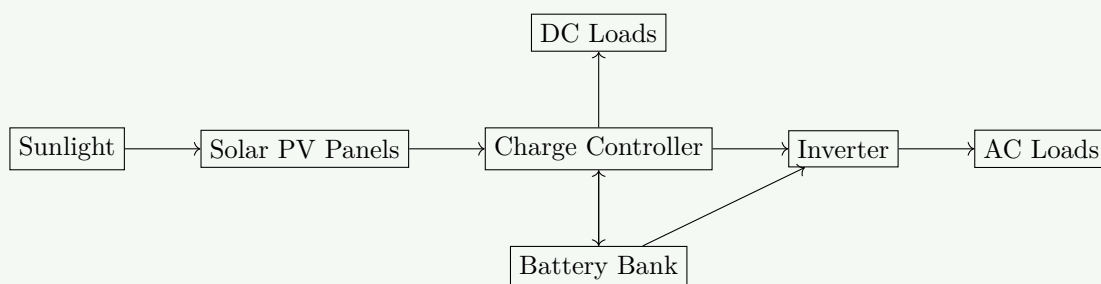 DC Loads
Sunlight
Solar PV Panels
Charge Controller
Inverter
AC Loads
Battery Bank